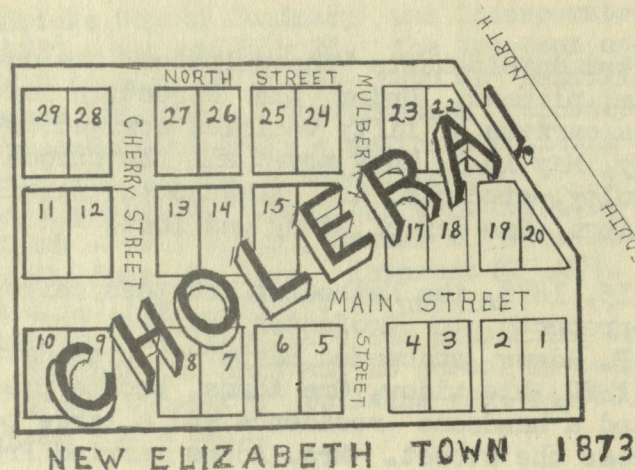 NORTH
SOUTH
NORTH STREET
MULBERRY STREET
CHERRY STREET
29 28 27 26 25 24 23 22
CHOLERA!
11 12 13 14 15 17 18 19 20
MAIN STREET
10 9 8 7 6 5 4 3 2 1
NEW ELIZABETH TOWN 1873